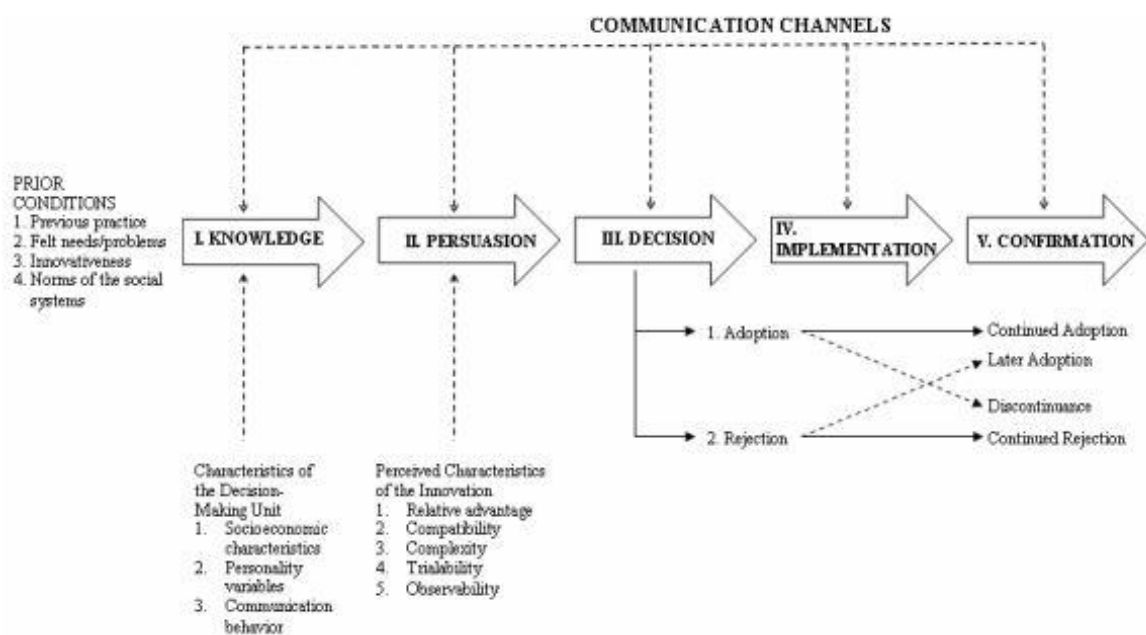 COMMUNICATION CHANNELS
PRIOR
CONDITIONS
1. Previous practice
2. Felt needs/problems
3. Innovativeness
4. Norms of the social
systems
I. KNOWLEDGE
II. PERSUASION
III. DECISION
IV.
IMPLEMENTATION
V. CONFIRMATION
1. Adoption
Continued Adoption
Later Adoption
Discontinuance
2. Rejection
Continued Rejection
Characteristics of
the Decision-
Making Unit
1. Socioeconomic
characteristics
2. Personality
variables
3. Communication
behavior
Perceived Characteristics
of the Innovation
1. Relative advantage
2. Compatibility
3. Complexity
4. Trialability
5. Observability